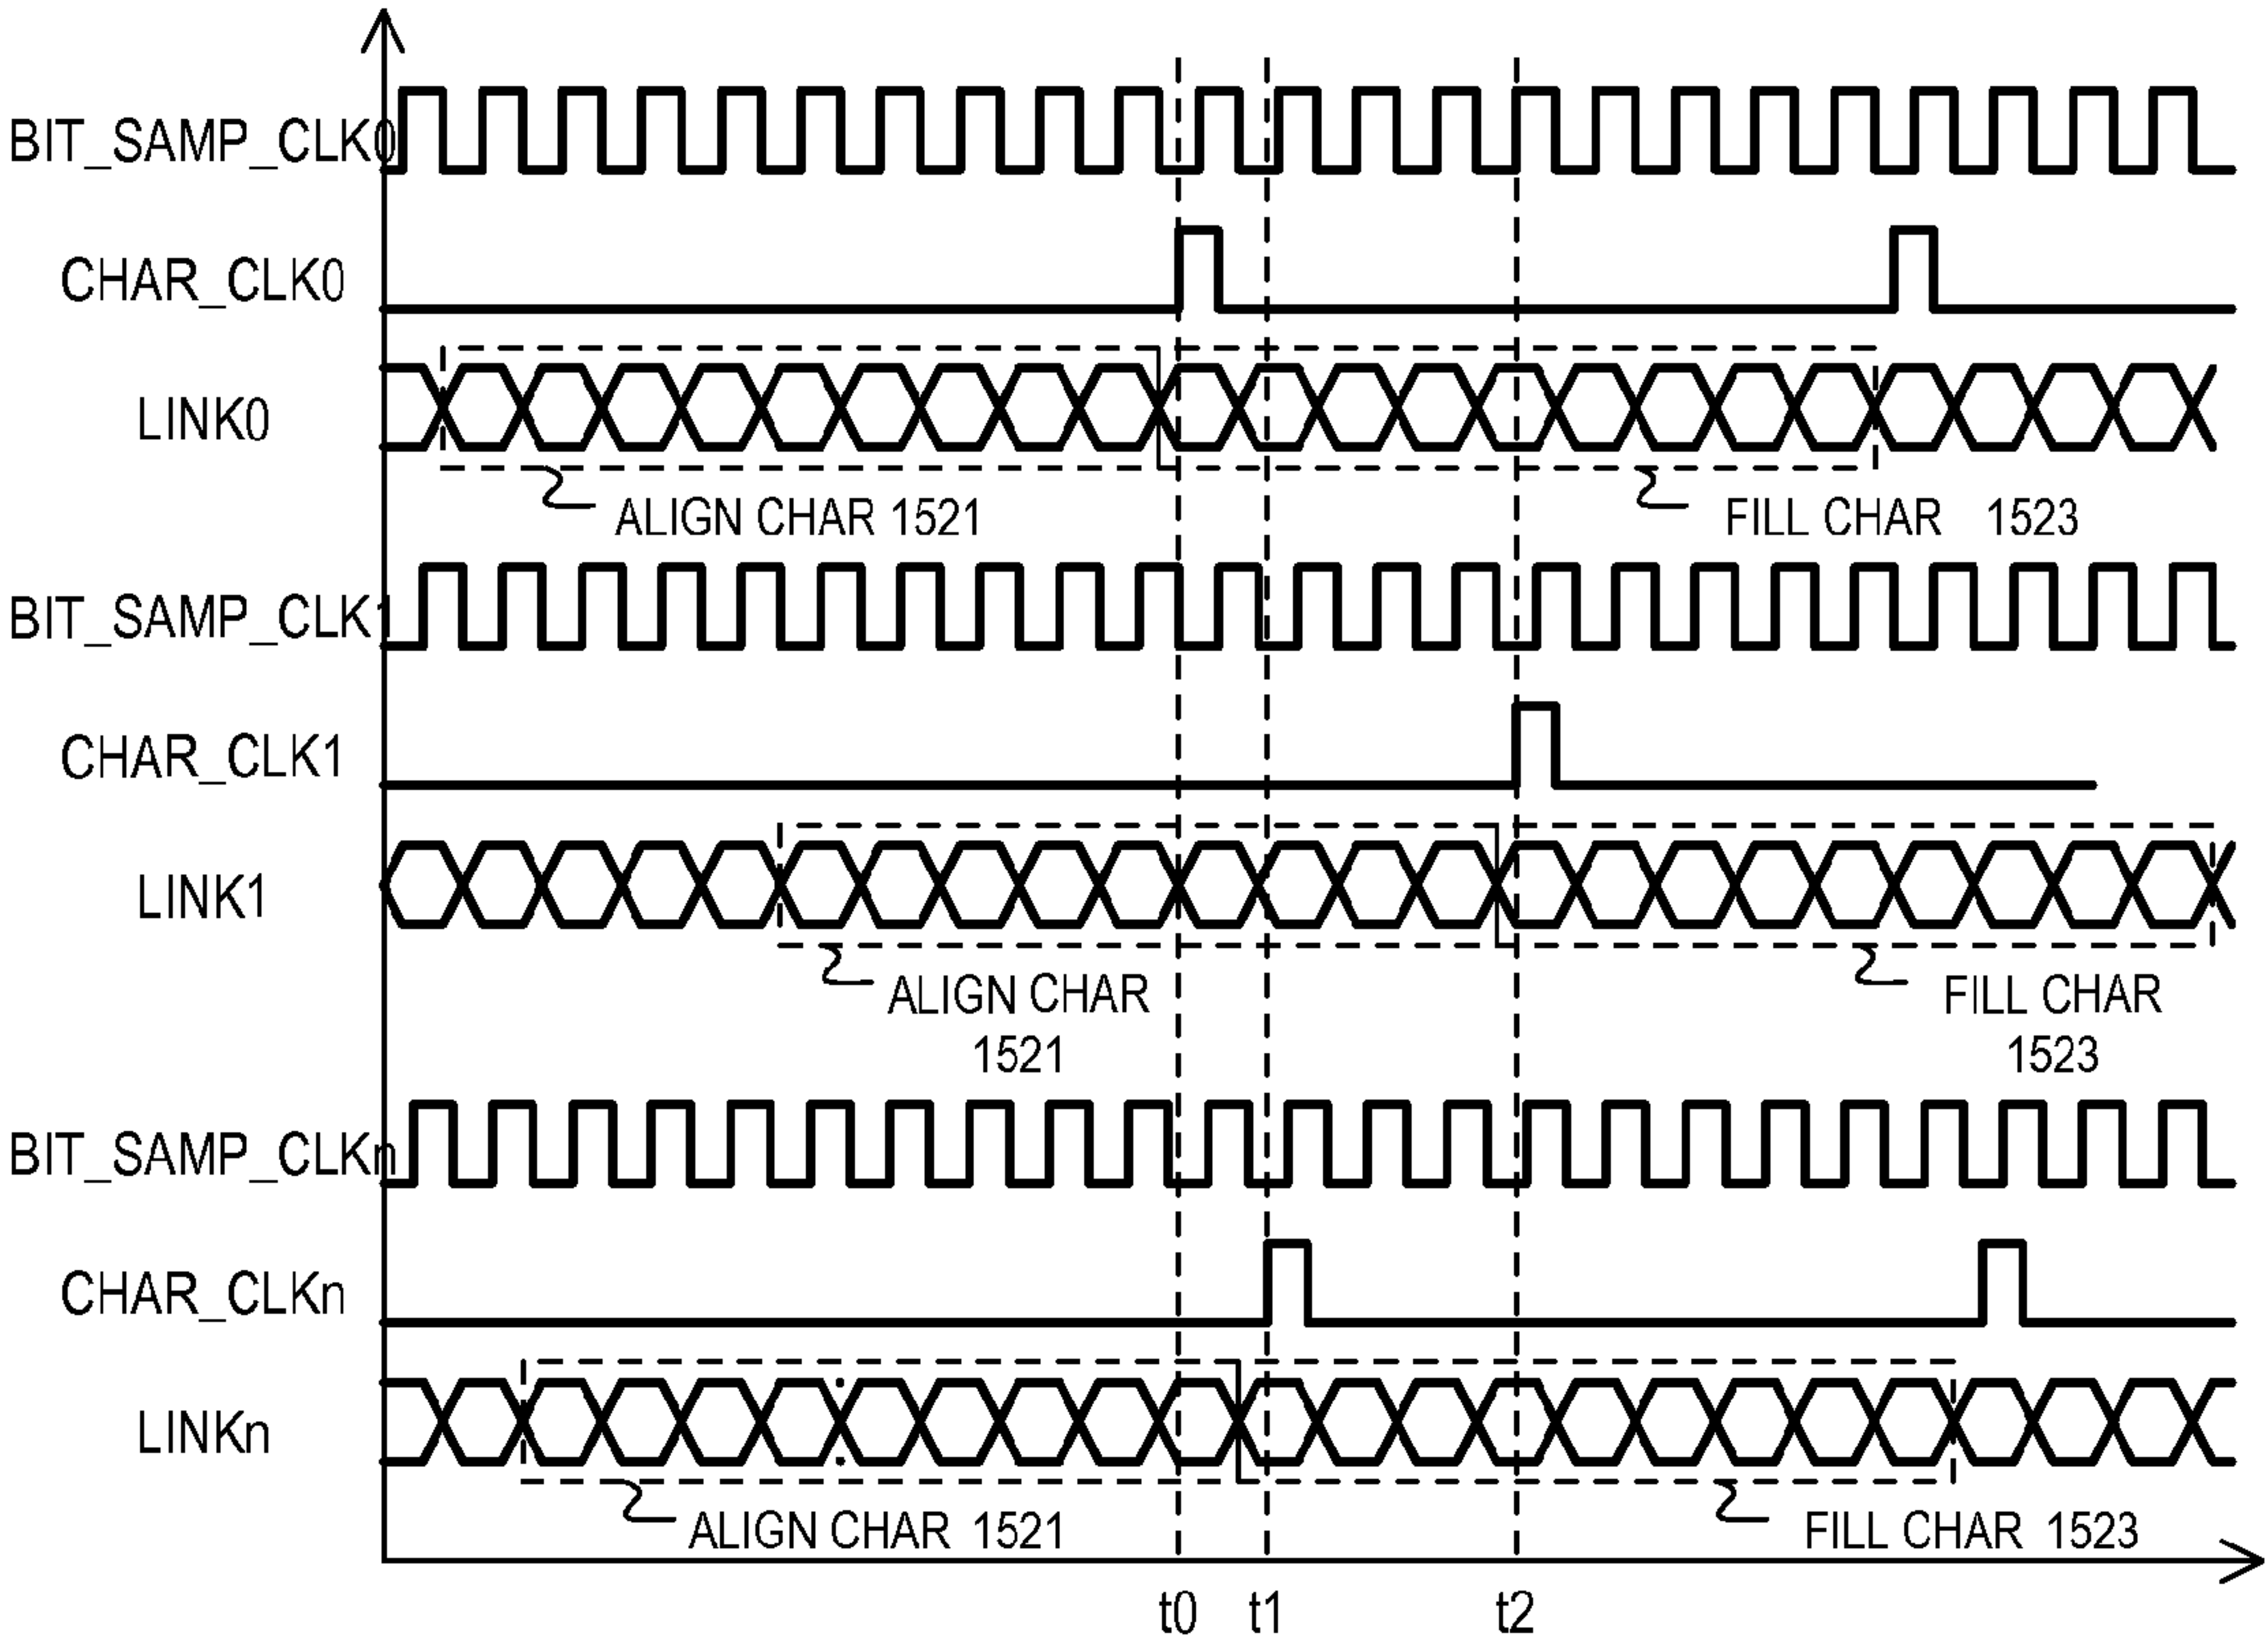 BIT_SAMP_CLK0
CHAR_CLK0
LINK0
ALIGN CHAR 1521
FILL CHAR 1523
BIT_SAMP_CLK1
CHAR_CLK1
LINK1
ALIGN CHAR
1521
FILL CHAR
1523
BIT_SAMP_CLKn
CHAR_CLKn
LINKn
ALIGN CHAR 1521
FILL CHAR 1523
t0 t1 t2